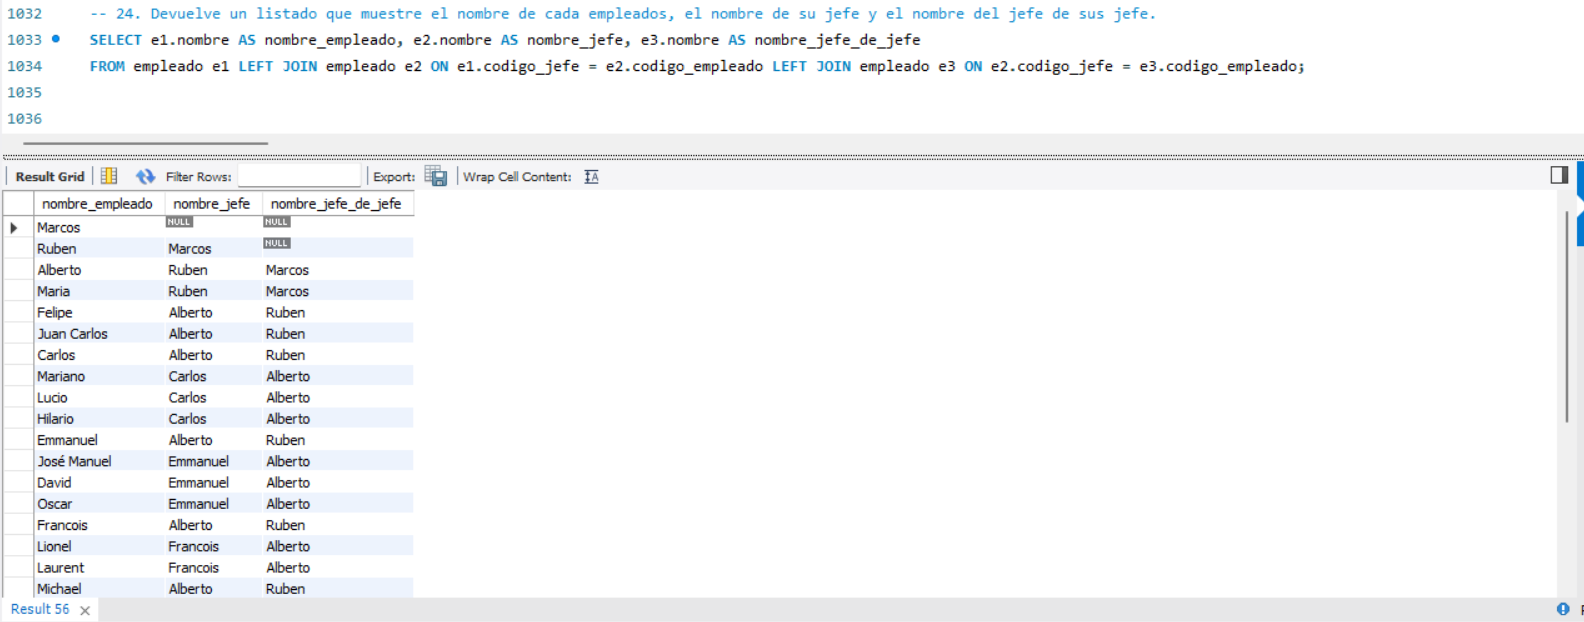 1032 -- 24. Devuelve un listado que muestre el nombre de cada empleados, el nombre de su jefe y el nombre del jefe de sus jefe.
1033 SELECT e1.nombre AS nombre_empleado, e2.nombre AS nombre_jefe, e3.nombre AS nombre_jefe_de_jefe
1034 FROM empleado e1 LEFT JOIN empleado e2 ON e1.codigo_jefe = e2.codigo_empleado LEFT JOIN empleado e3 ON e2.codigo_jefe = e3.codigo_empleado;
1035
1036
Result Grid Filter Rows: Export: Wrap Cell Content: IA
nombre_empleado nombre_jefe nombre_jefe_de_jefe
Marcos NULL NULL
Ruben Marcos NULL
Alberto Ruben Marcos
Maria Ruben Marcos
Felipe Alberto Ruben
Juan Carlos Alberto Ruben
Carlos Alberto Ruben
Mariano Carlos Alberto
Lucio Carlos Alberto
Hilario Carlos Alberto
Emmanuel Alberto Ruben
José Manuel Emmanuel Alberto
David Emmanuel Alberto
Oscar Emmanuel Alberto
Francois Alberto Ruben
Lionel Francois Alberto
Laurent Francois Alberto
Michael Alberto Ruben
Result 56